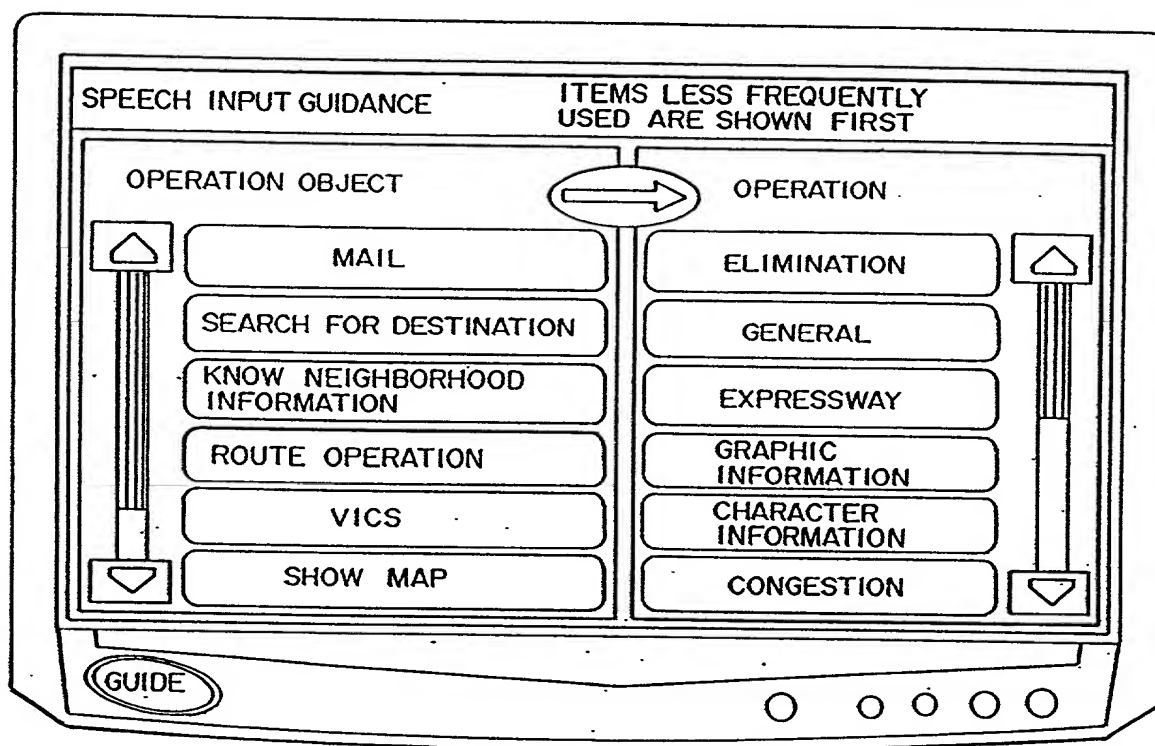 SPEECH INPUT GUIDANCE
ITEMS LESS FREQUENTLY
USED ARE SHOWN FIRST
OPERATION OBJECT
MAIL
SEARCH FOR DESTINATION
KNOW NEIGHBORHOOD
INFORMATION
ROUTE OPERATION
VICS
SHOW MAP
OPERATION
ELIMINATION
GENERAL
EXPRESSWAY
GRAPHIC
INFORMATION
CHARACTER
INFORMATION
CONGESTION
GUIDE